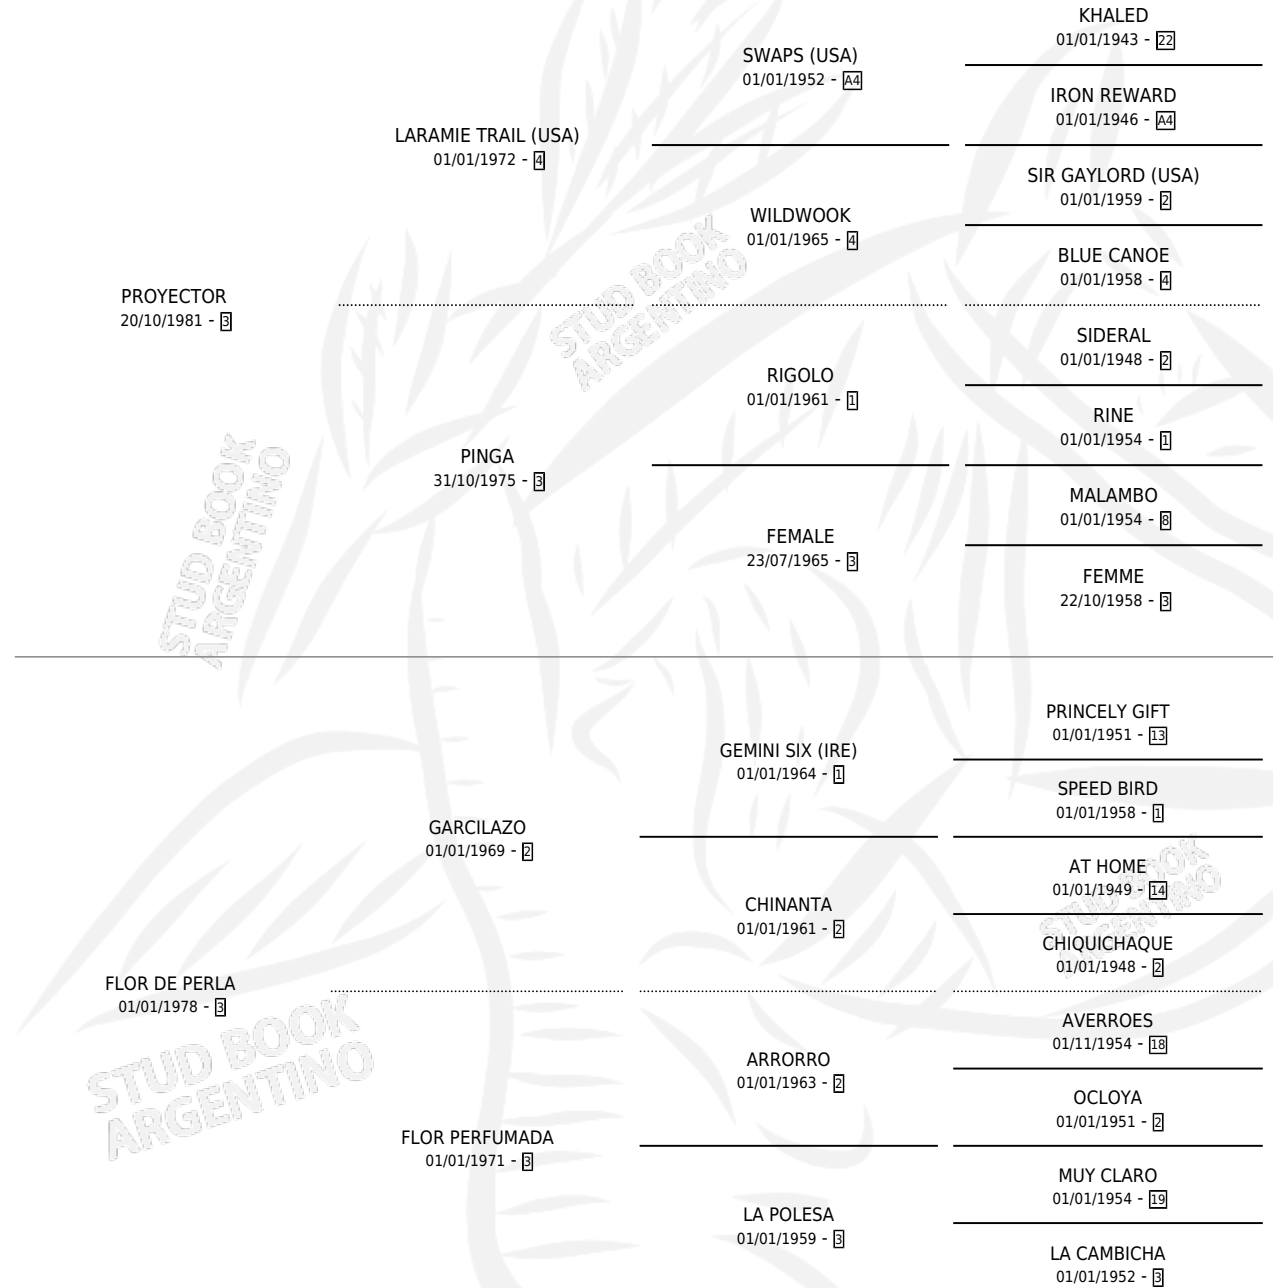 KHALED
01/01/1943 - 22
SWAPS (USA)
01/01/1952 - A4
IRON REWARD
01/01/1946 - A4
LARAMIE TRAIL (USA)
01/01/1972 - 4
SIR GAYLORD (USA)
01/01/1959 - 2
WILDWOOK
01/01/1965 - 4
BLUE CANOE
01/01/1958 - 4
PROYECTOR
20/10/1981 - 3
SIDERAL
01/01/1948 - 2
RIGOLO
01/01/1961 - 1
RINE
01/01/1954 - 1
PINGA
31/10/1975 - 3
MALAMBO
01/01/1954 - 8
FEMALE
23/07/1965 - 3
FEMME
22/10/1958 - 3
PRINCELY GIFT
01/01/1951 - 13
GEMINI SIX (IRE)
01/01/1964 - 1
SPEED BIRD
01/01/1958 - 1
GARCILAZO
01/01/1969 - 2
AT HOME
01/01/1949 - 14
CHINANTA
01/01/1961 - 2
CHIQUICHAQUE
01/01/1948 - 2
FLOR DE PERLA
01/01/1978 - 3
AVERROES
01/11/1954 - 18
ARRORRO
01/01/1963 - 2
OCLOYA
01/01/1951 - 2
FLOR PERFUMADA
01/01/1971 - 3
MUY CLARO
01/01/1954 - 19
LA POLESA
01/01/1959 - 3
LA CAMBICHA
01/01/1952 - 3
STUD BOOK
ARGENTINO
STUD BOOK
ARGENTINO
STUD BOOK
ARGENTINO
STUD BOOK
ARGENTINO